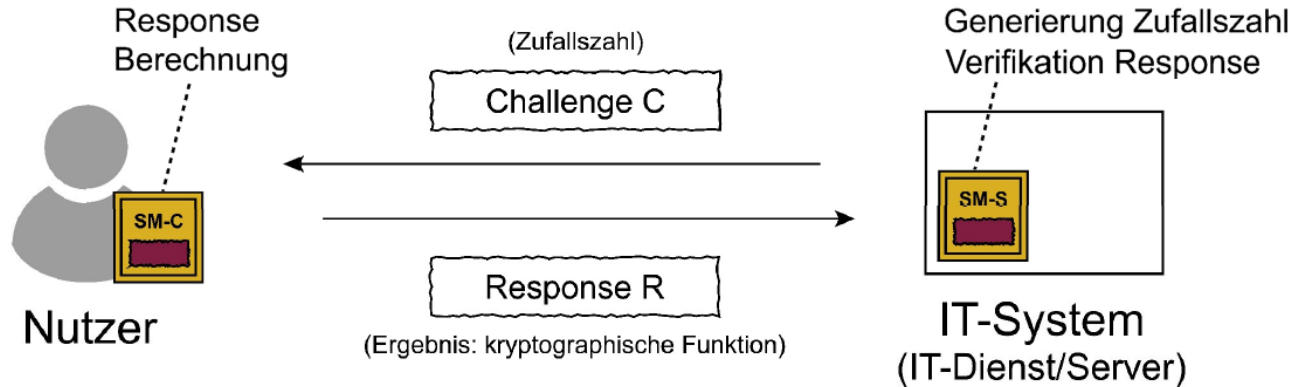 Response
Berechnung
(Zufallszahl)
Challenge C
Generierung Zufallszahl
Verifikation Response
SM-C
SM-S
Response R
(Ergebnis: kryptographische Funktion)
Nutzer
IT-System
(IT-Dienst/Server)